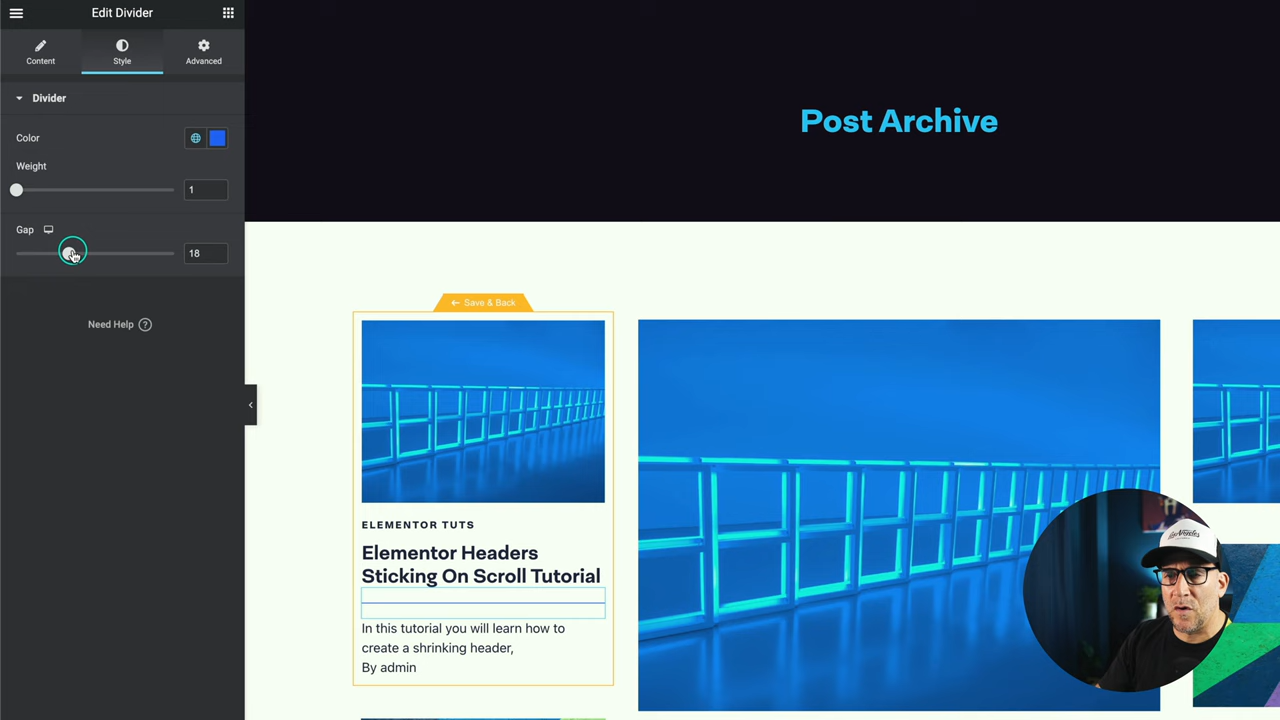 Edit Divider
Content
Style
Advanced
Divider
Color
Weight
1
Gap
18
Need Help ?
Post Archive
Save & Back
ELEMENTOR TUTS
Elementor Headers
Sticking On Scroll Tutorial
In this tutorial you will learn how to
create a shrinking header,
By admin